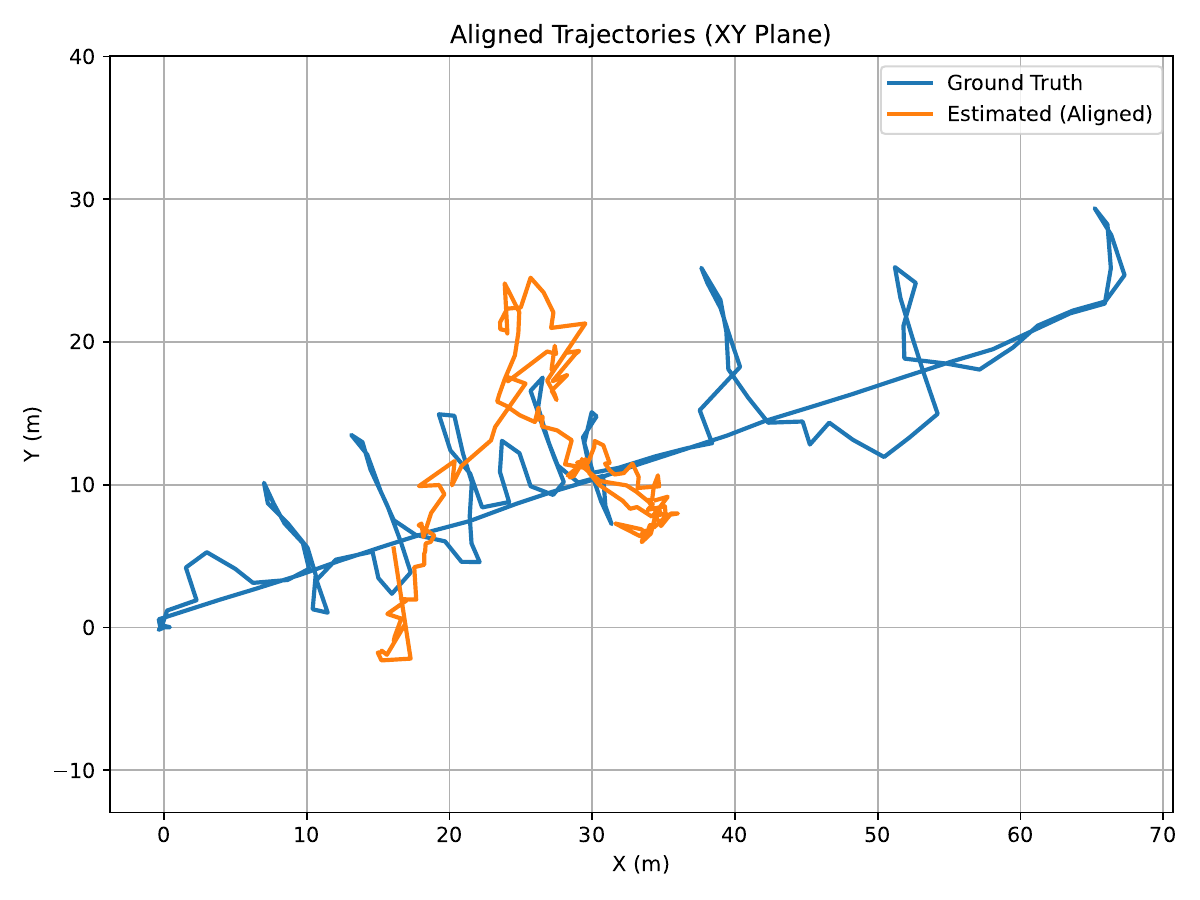 Aligned Trajectories (XY Plane)
Ground Truth
Estimated (Aligned)
40
30
20
10
0
−10
Y (m)
0 10 20 30 40 50 60 70
X (m)